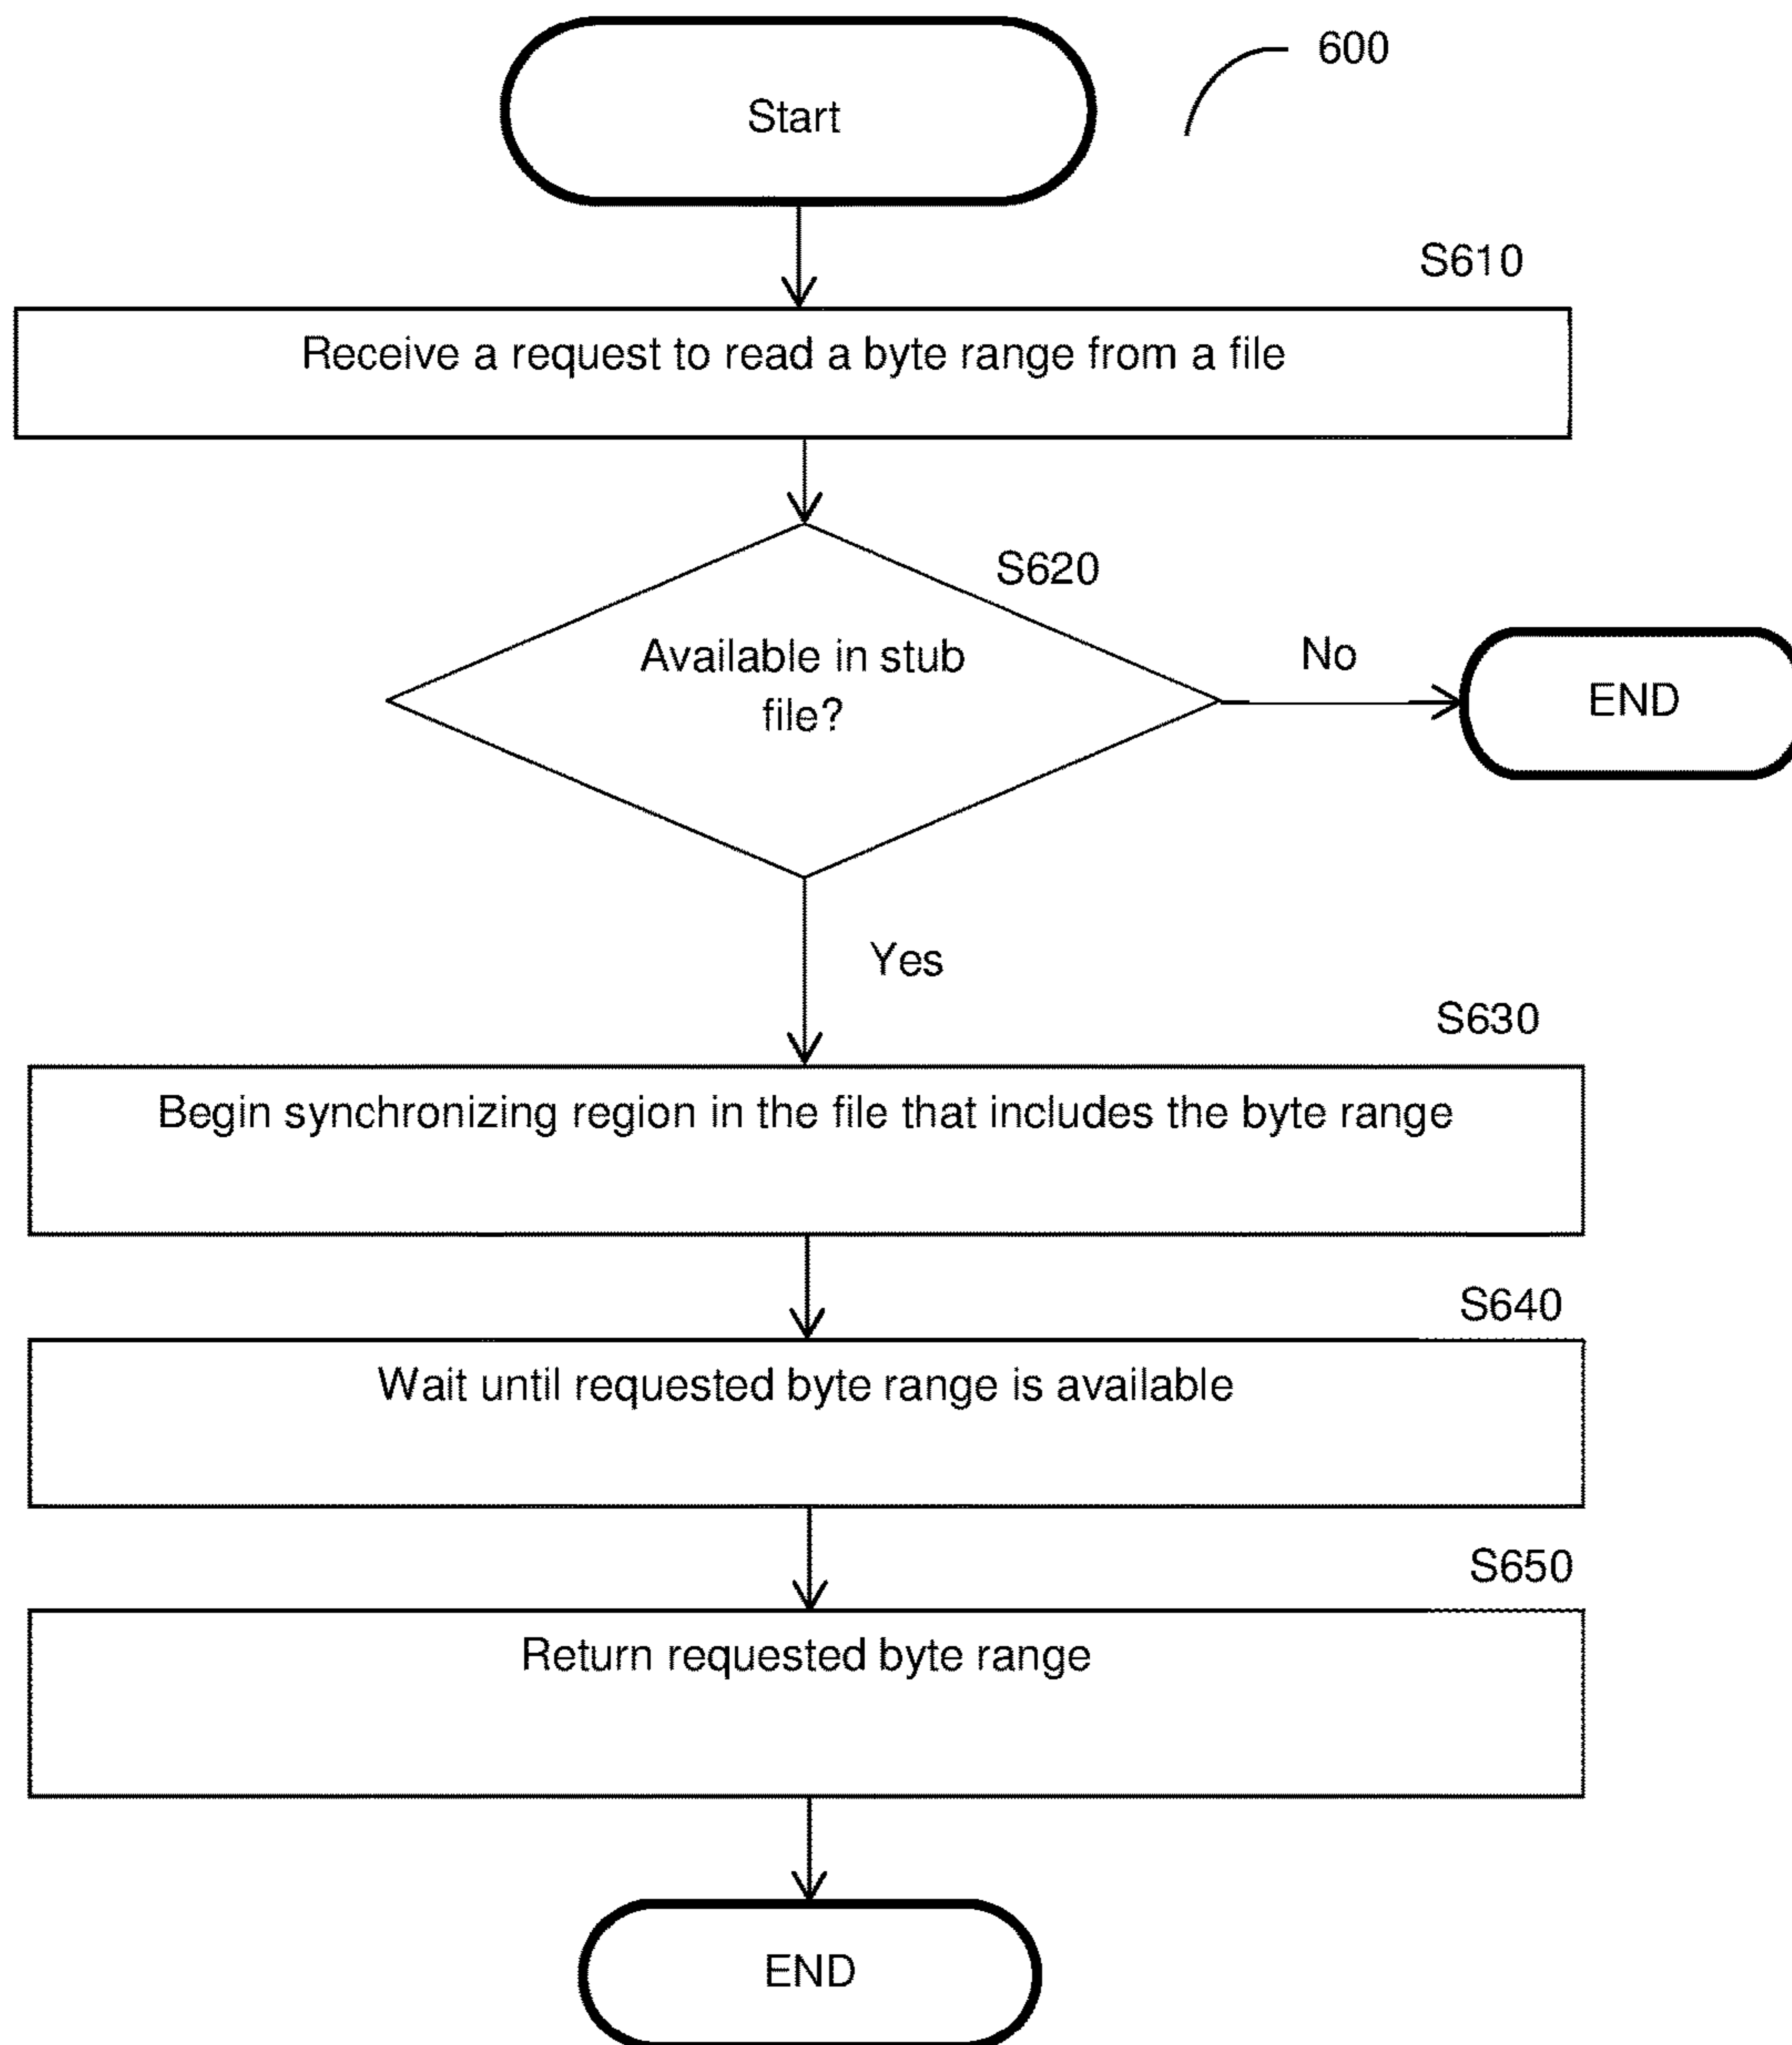 Start
600
S610
Receive a request to read a byte range from a file
S620
Available in stub
file?
No
END
Yes
S630
Begin synchronizing region in the file that includes the byte range
S640
Wait until requested byte range is available
S650
Return requested byte range
END